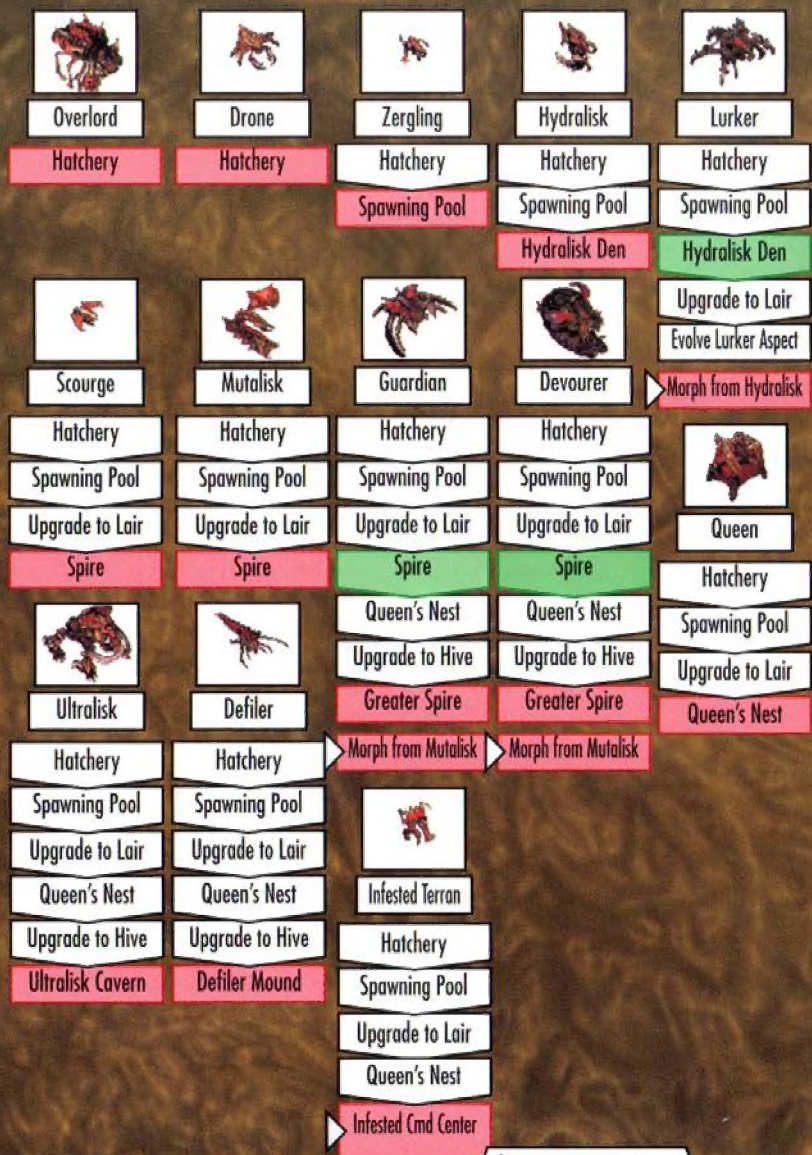 Overlord
Hatchery
Drone
Hatchery
Zergling
Hatchery
Spawning Pool
Hydralisk
Hatchery
Spawning Pool
Hydralisk Den
Lurker
Hatchery
Spawning Pool
Hydralisk Den
Upgrade to Lair
Evolve Lurker Aspect
Morph from Hydralisk
Scourge
Hatchery
Spawning Pool
Upgrade to Lair
Spire
Mutalisk
Hatchery
Spawning Pool
Upgrade to Lair
Spire
Guardian
Hatchery
Spawning Pool
Upgrade to Lair
Spire
Queen's Nest
Upgrade to Hive
Greater Spire
Morph from Mutalisk
Devourer
Hatchery
Spawning Pool
Upgrade to Lair
Spire
Queen's Nest
Upgrade to Hive
Greater Spire
Morph from Mutalisk
Queen
Hatchery
Spawning Pool
Upgrade to Lair
Queen's Nest
Ultralisk
Hatchery
Spawning Pool
Upgrade to Lair
Queen's Nest
Upgrade to Hive
Ultralisk Cavern
Defiler
Hatchery
Spawning Pool
Upgrade to Lair
Queen's Nest
Upgrade to Hive
Defiler Mound
Infested Terran
Hatchery
Spawning Pool
Upgrade to Lair
Queen's Nest
Infested Cmd Center